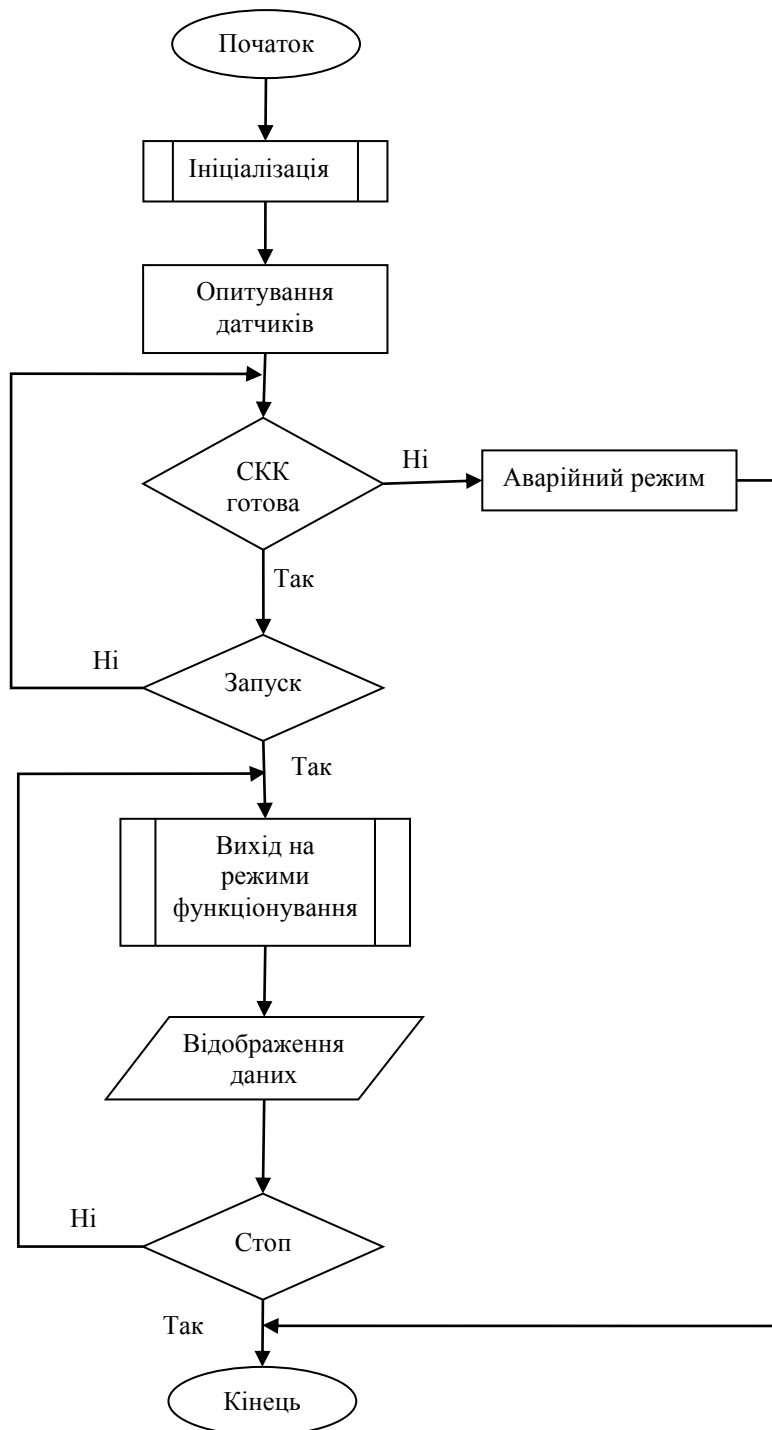 Початок
Ініціалізація
Опитування
датчиків
СКК
готова
Ні
Аварійний режим
Так
Ні
Запуск
Так
Вихід на
режими
функціонування
Відображення
даних
Ні
Стоп
Так
Кінець